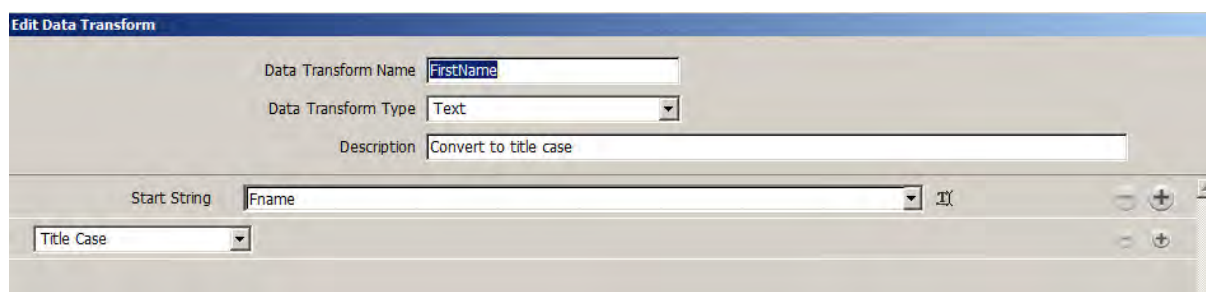 Edit Data Transform
Data Transform Name FirstName
Data Transform Type Text
Description Convert to title case
Start String Fname
Title Case